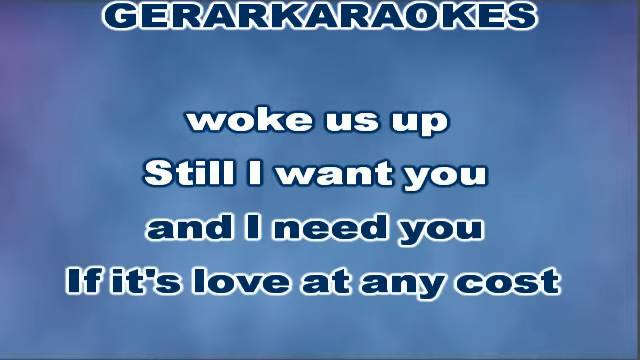 GERARKARAOKES
woke us up
Still I want you
and I need you
If it's love at any cost